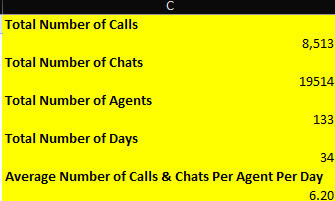 C
Total Number of Calls
8,513
Total Number of Chats
19514
Total Number of Agents
133
Total Number of Days
34
Average Number of Calls & Chats Per Agent Per Day
6.20